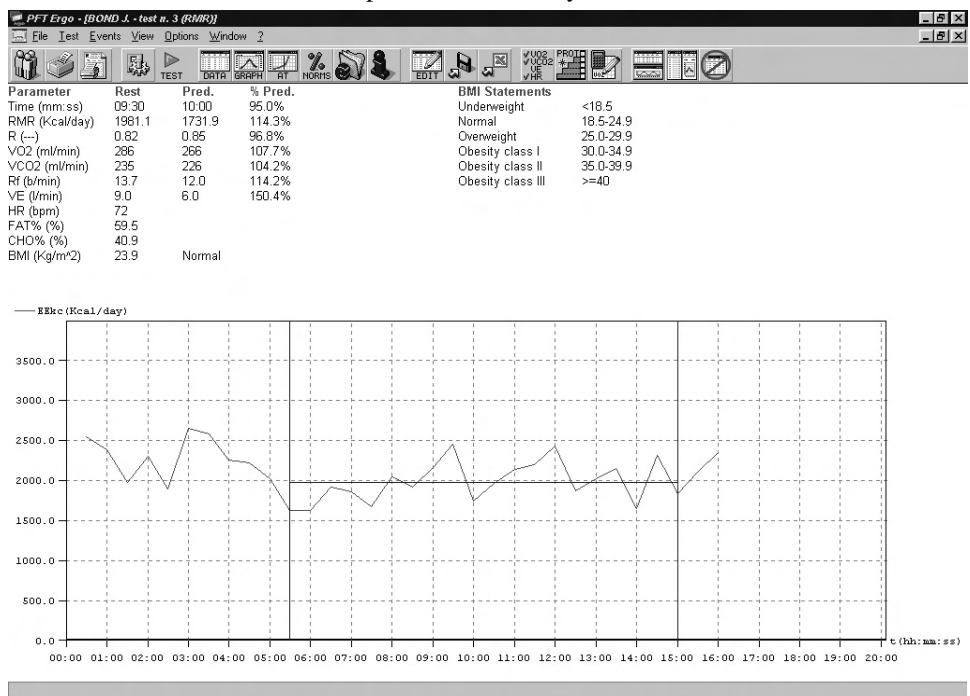 PFT Ergo - [BOND J. - test n. 3 (RMR)]
File Test Events View Options Window ?
TEST DATA GRAPH AT NORMS EDIT VO2 VCO2 VE HR PROT
Parameter Rest Pred. % Pred. BMI Statements
Time (mm:ss) 09:30 10:00 95.0% Underweight <18.5
RMR (Kcal/day) 1981.1 1731.9 114.3% Normal 18.5-24.9
R (---) 0.82 0.85 96.8% Overweight 25.0-29.9
VO2 (ml/min) 286 266 107.7% Obesity class I 30.0-34.9
VCO2 (ml/min) 235 226 104.2% Obesity class II 35.0-39.9
Rf (b/min) 13.7 12.0 114.2% Obesity class III >=40
VE (l/min) 9.0 6.0 150.4%
HR (bpm) 72
FAT% (%) 59.5
CHO% (%) 40.9
BMI (Kg/m^2) 23.9 Normal
EEkc(Kcal/day)
3500.0
3000.0
2500.0
2000.0
1500.0
1000.0
500.0
0.0
t(hh:mm:ss)
00:00 01:00 02:00 03:00 04:00 05:00 06:00 07:00 08:00 09:00 10:00 11:00 12:00 13:00 14:00 15:00 16:00 17:00 18:00 19:00 20:00